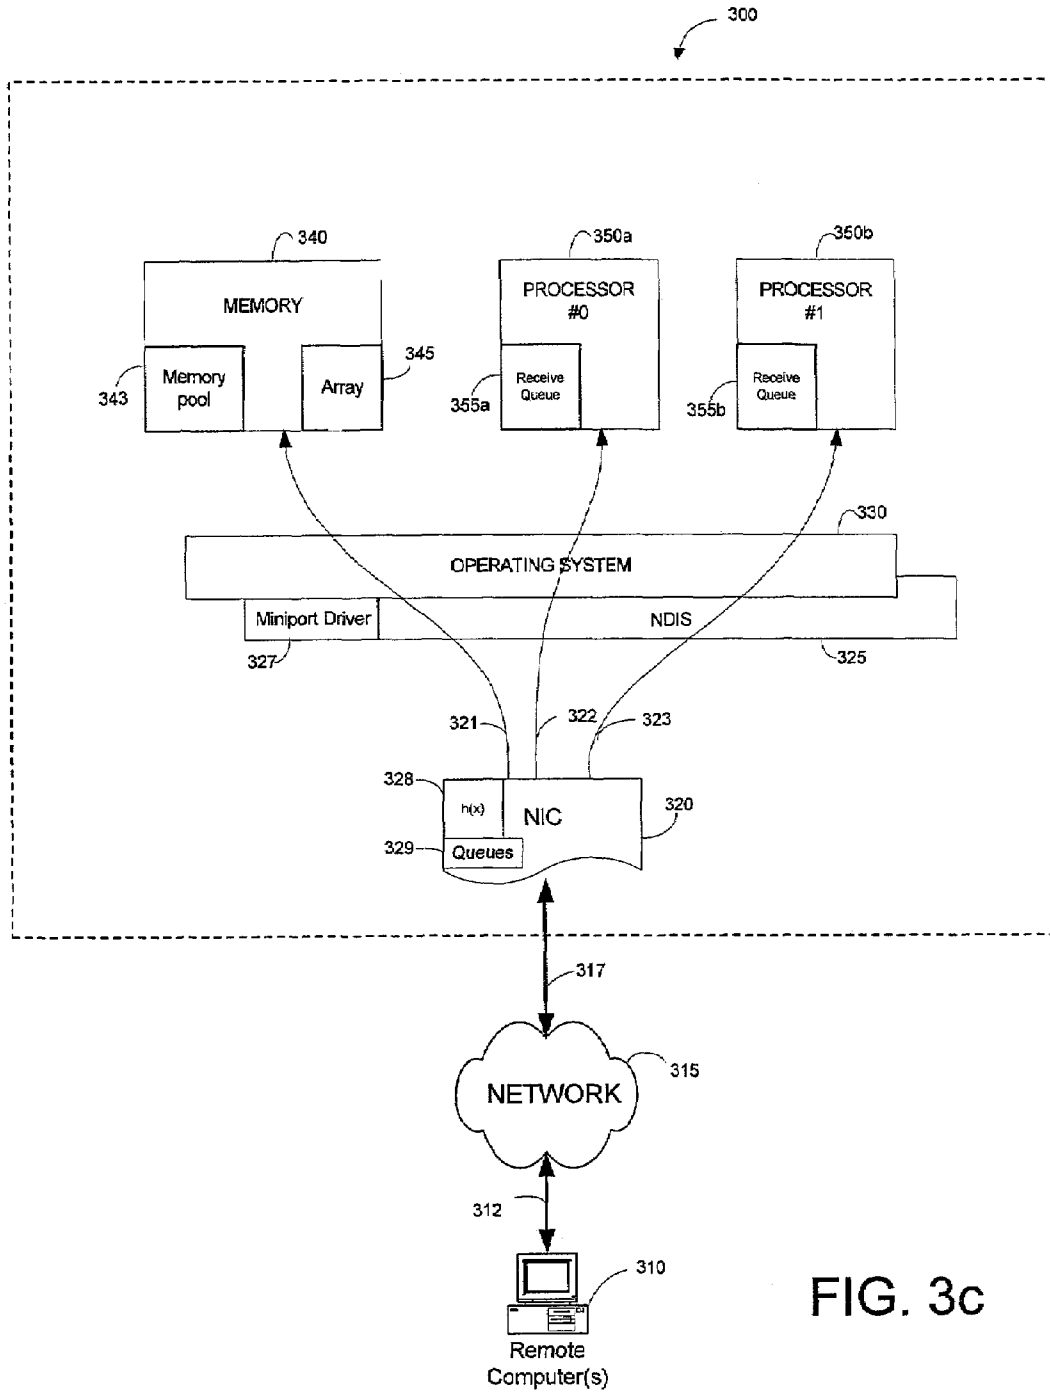 300
340
350a
350b
MEMORY
PROCESSOR
#0
PROCESSOR
#1
343
Memory
pool
Array
345
355a
Receive
Queue
355b
Receive
Queue
330
OPERATING SYSTEM
Miniport Driver
NDIS
327
325
321
322
323
328
h(x)
NIC
320
329
Queues
317
NETWORK
315
312
310
Remote
Computer(s)
FIG. 3c